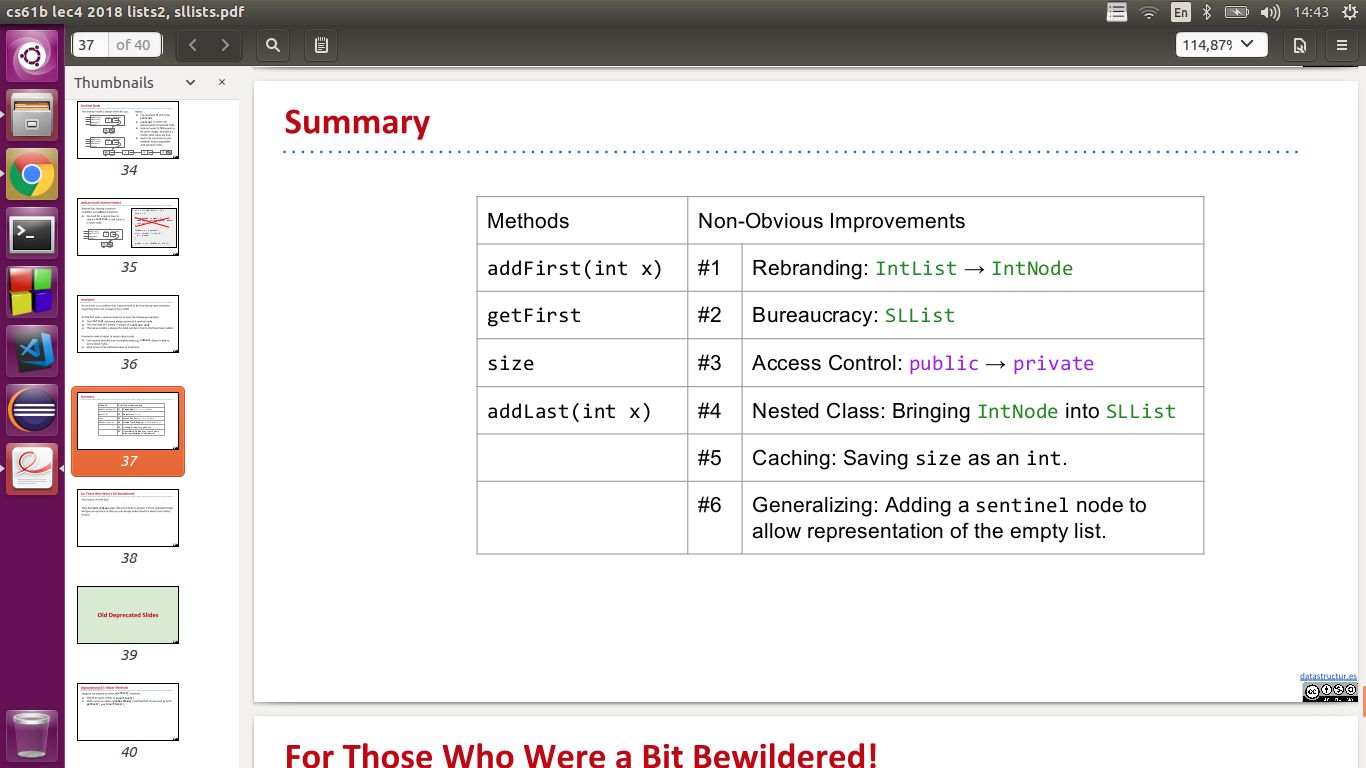 cs61b lec4 2018 lists2, sllists.pdf
En
14:43
37 of 40
114,87%
Thumbnails
34
35
36
37
38
Old Deprecated Slides
39
40
Summary
Methods Non-Obvious Improvements
addFirst(int x) #1 Rebranding: IntList → IntNode
getFirst #2 Bureaucracy: SLList
size #3 Access Control: public → private
addLast(int x) #4 Nested Class: Bringing IntNode into SLList
#5 Caching: Saving size as an int.
#6 Generalizing: Adding a sentinel node to
allow representation of the empty list.
datastructur.es
For Those Who Were a Bit Bewildered!